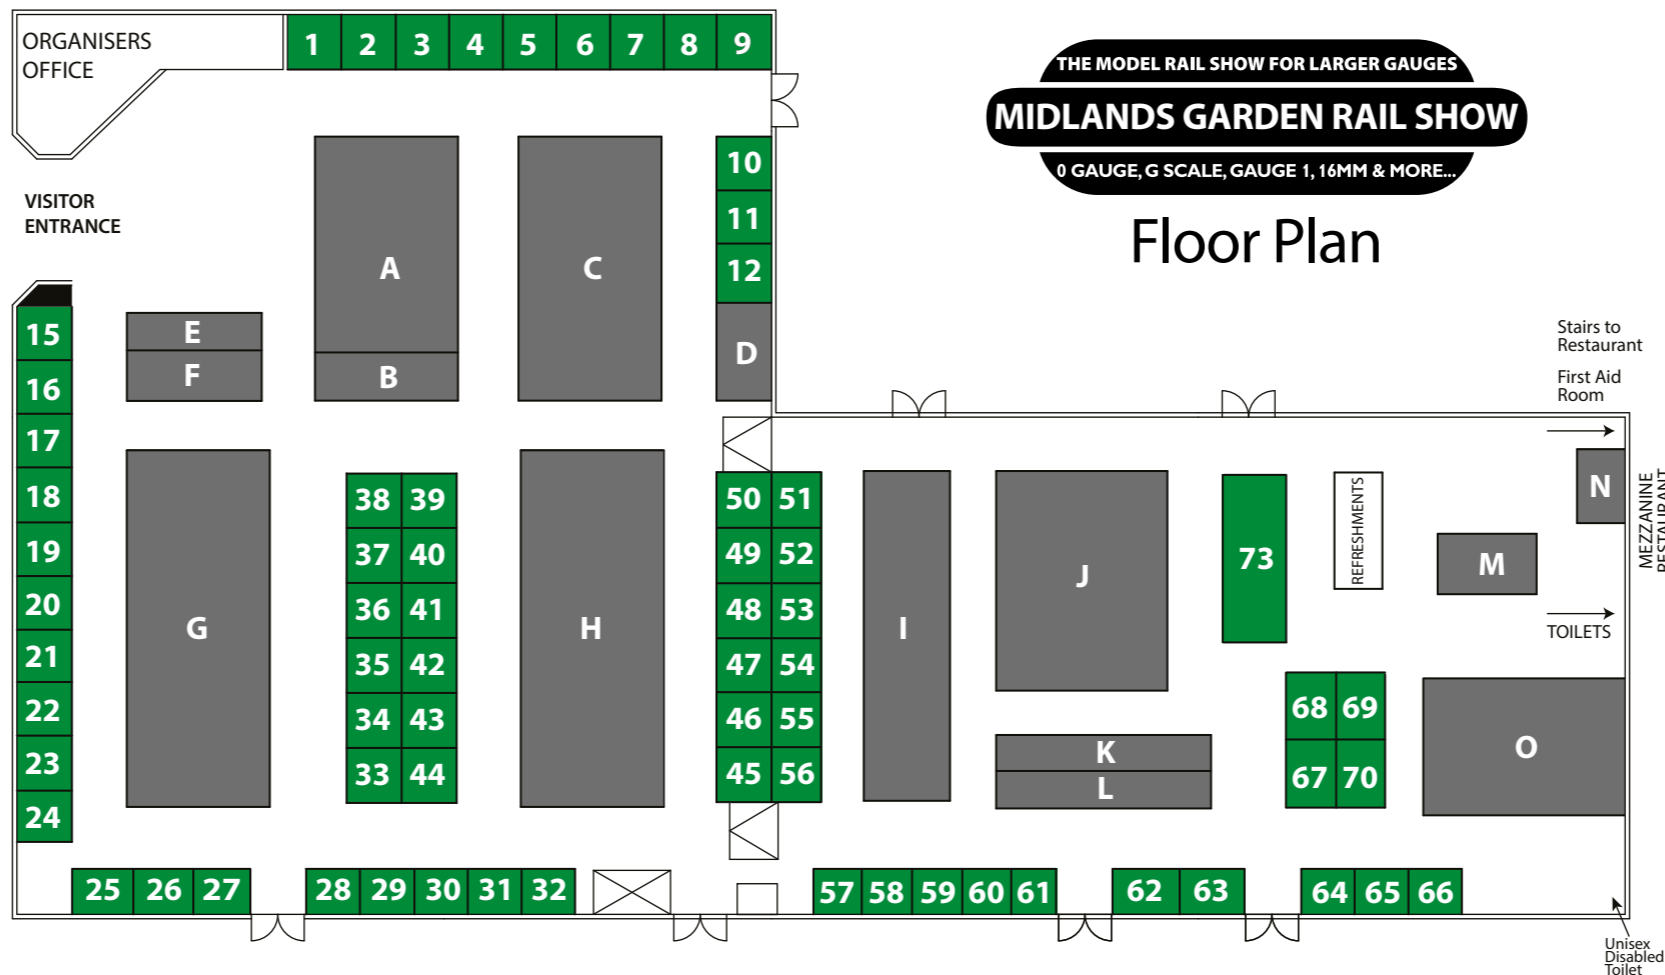 ORGANISERS
OFFICE
1 2 3 4 5 6 7 8 9
THE MODEL RAIL SHOW FOR LARGER GAUGES
MIDLANDS GARDEN RAIL SHOW
0 GAUGE, G SCALE, GAUGE 1, 16MM & MORE...
Floor Plan
VISITOR
ENTRANCE
10
11
12
A
C
D
E
F
B
15
16
17
18
19
20
21
22
23
24
G
38 39
37 40
36 41
35 42
34 43
33 44
H
50 51
49 52
48 53
47 54
46 55
45 56
I
J
K
L
73
REFRESHMENTS
Stairs to
Restaurant
First Aid
Room
N
M
MEZZANINE
RESTAURANT
TOILETS
68 69
67 70
O
25 26 27
28 29 30 31 32
57 58 59 60 61
62 63
64 65 66
Unisex
Disabled
Toilet